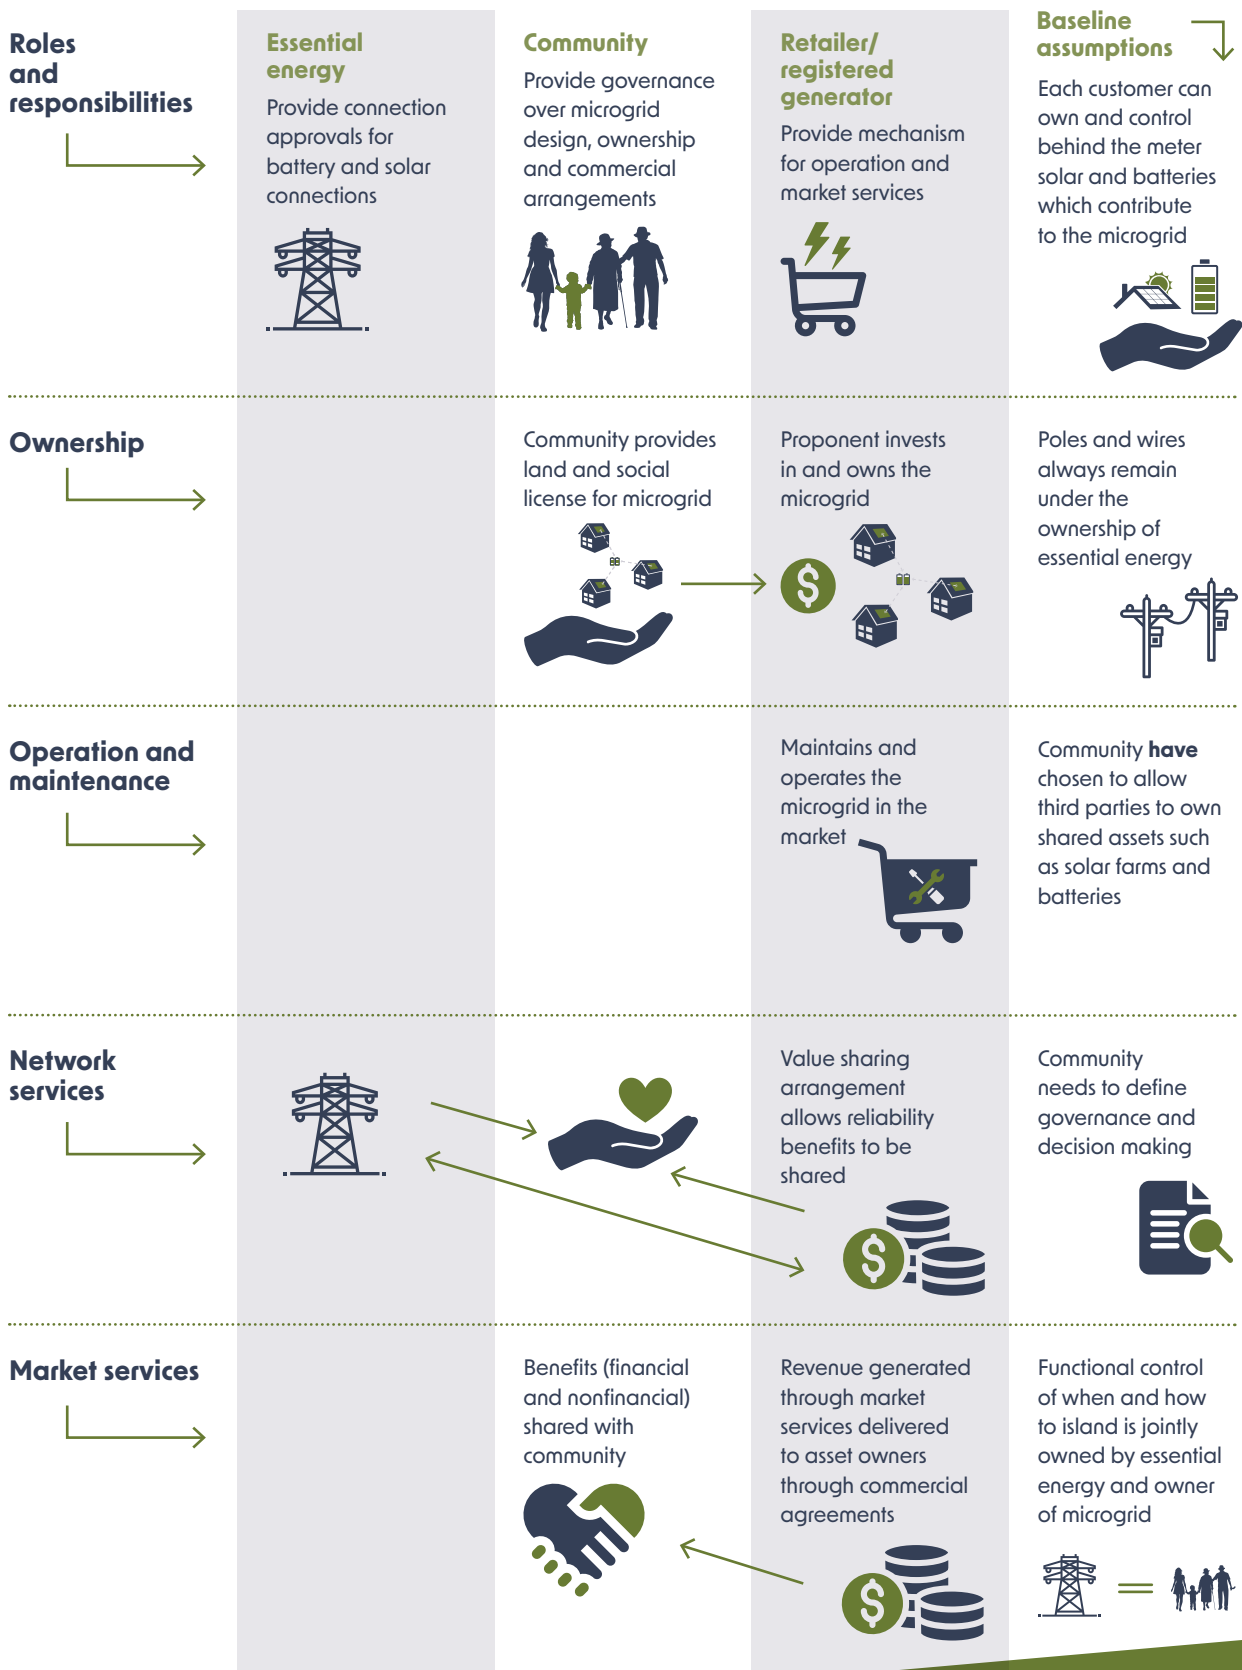 Roles
and
responsibilities
Essential
energy
Provide connection
approvals for
battery and solar
connections
Community
Provide governance
over microgrid
design, ownership
and commercial
arrangements
Retailer/
registered
generator
Provide mechanism
for operation and
market services
Baseline
assumptions
Each customer can
own and control
behind the meter
solar and batteries
which contribute
to the microgrid
Ownership
Community provides
land and social
license for microgrid
Proponent invests
in and owns the
microgrid
$
Poles and wires
always remain
under the
ownership of
essential energy
Operation and
maintenance
Maintains and
operates the
microgrid in the
market
Community have
chosen to allow
third parties to own
shared assets such
as solar farms and
batteries
Network
services
Value sharing
arrangement
allows reliability
benefits to be
shared
$
Community
needs to define
governance and
decision making
Market services
Benefits (financial
and nonfinancial)
shared with
community
Revenue generated
through market
services delivered
to asset owners
through commercial
agreements
$
Functional control
of when and how
to island is jointly
owned by essential
energy and owner
of microgrid